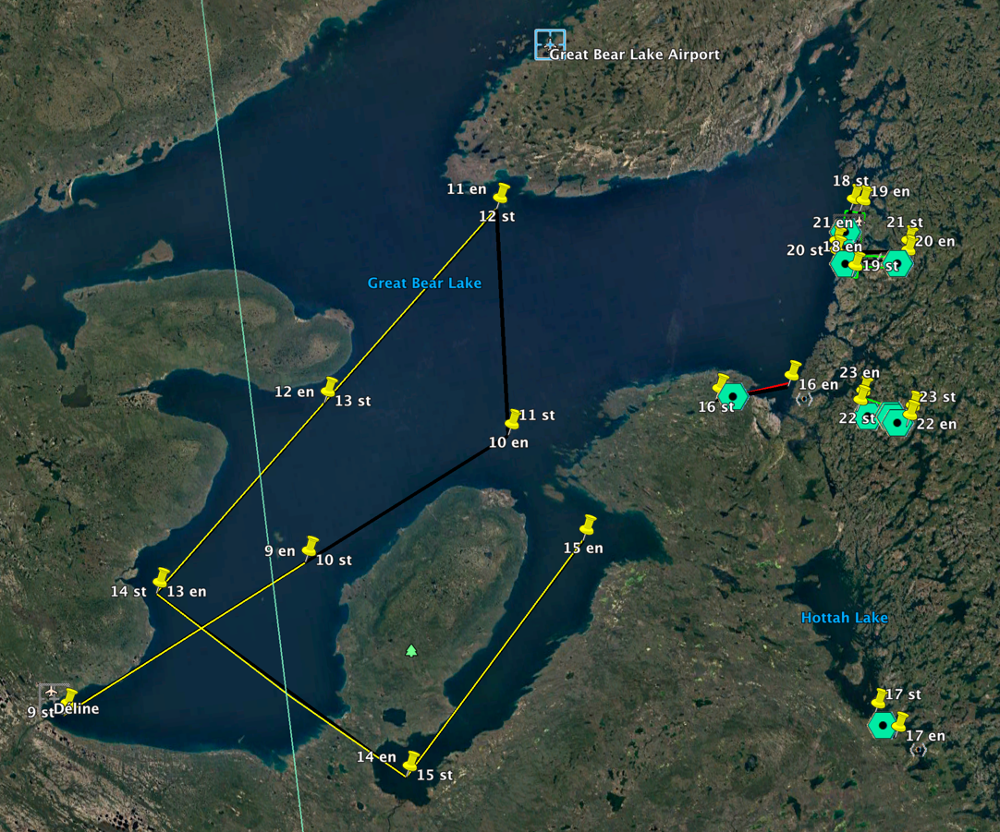 Great Bear Lake Airport
18 st
11 en
19 en
12 st
21 en
21 st
20 en
20 st
18 en
19 st
Great Bear Lake
23 en
16 en
12 en
13 st
23 st
16 st
11 st
22 st
22 en
10 en
9 en
10 st
15 en
14 st
13 en
Hottah Lake
17 st
9 st
Déline
17 en
14 en
15 st